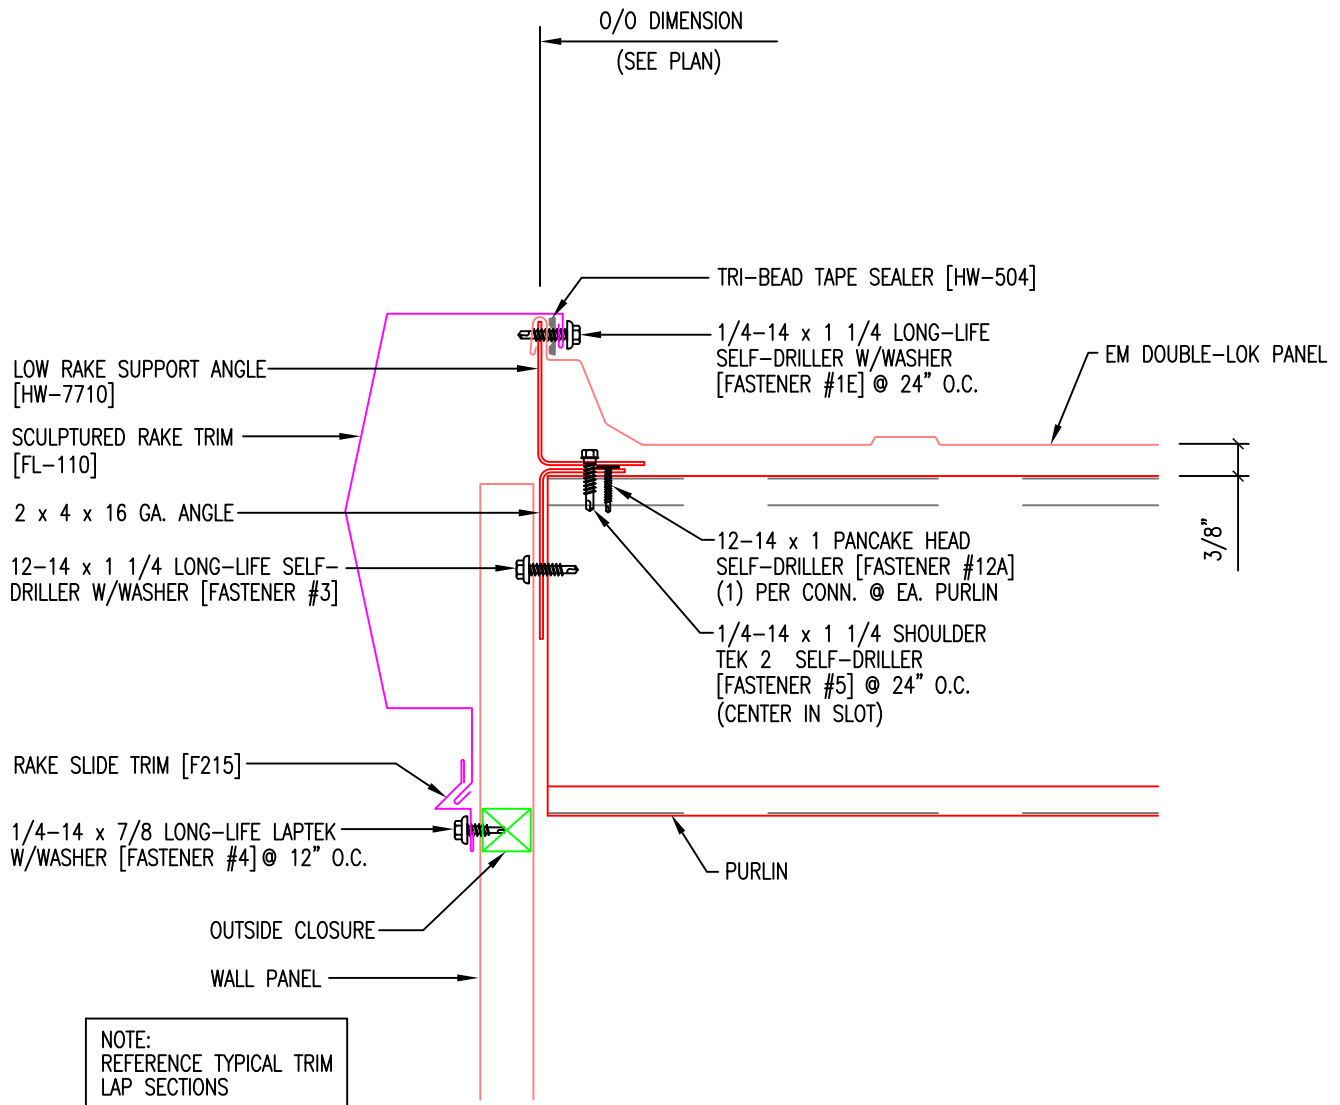 O/O DIMENSION
(SEE PLAN)
TRI-BEAD TAPE SEALER [HW-504]
1/4-14 x 1 1/4 LONG-LIFE
SELF-DRILLER W/WASHER
[FASTENER #1E] @ 24" O.C.
EM DOUBLE-LOK PANEL
LOW RAKE SUPPORT ANGLE
[HW-7710]
SCULPTURED RAKE TRIM
[FL-110]
2 x 4 x 16 GA. ANGLE
12-14 x 1 1/4 LONG-LIFE SELF-
DRILLER W/WASHER [FASTENER #3]
3/8"
12-14 x 1 PANCAKE HEAD
SELF-DRILLER [FASTENER #12A]
(1) PER CONN. @ EA. PURLIN
1/4-14 x 1 1/4 SHOULDER
TEK 2 SELF-DRILLER
[FASTENER #5] @ 24" O.C.
(CENTER IN SLOT)
RAKE SLIDE TRIM [F215]
1/4-14 x 7/8 LONG-LIFE LAPTEK
W/WASHER [FASTENER #4] @ 12" O.C.
PURLIN
OUTSIDE CLOSURE
WALL PANEL
NOTE:
REFERENCE TYPICAL TRIM
LAP SECTIONS